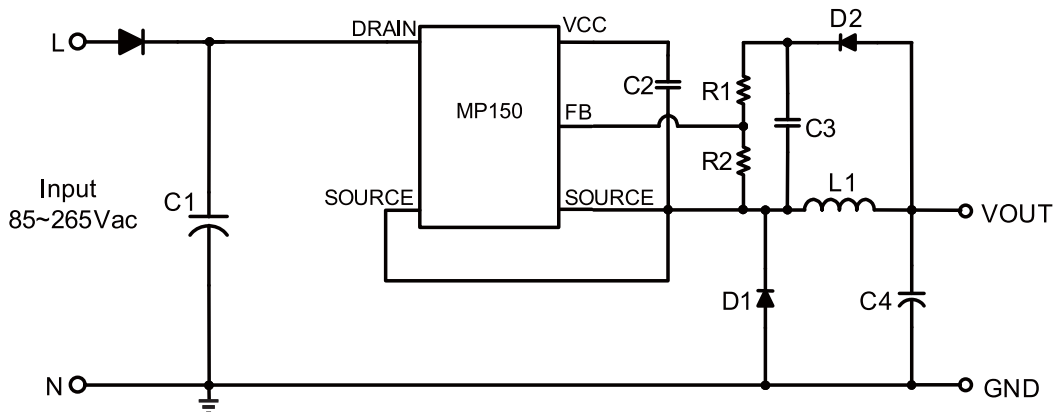 D2
L
DRAIN
VCC
C2
R1
MP150
FB
C3
R2
L1
Input
85~265Vac
C1
SOURCE
SOURCE
VOUT
D1
C4
N
GND